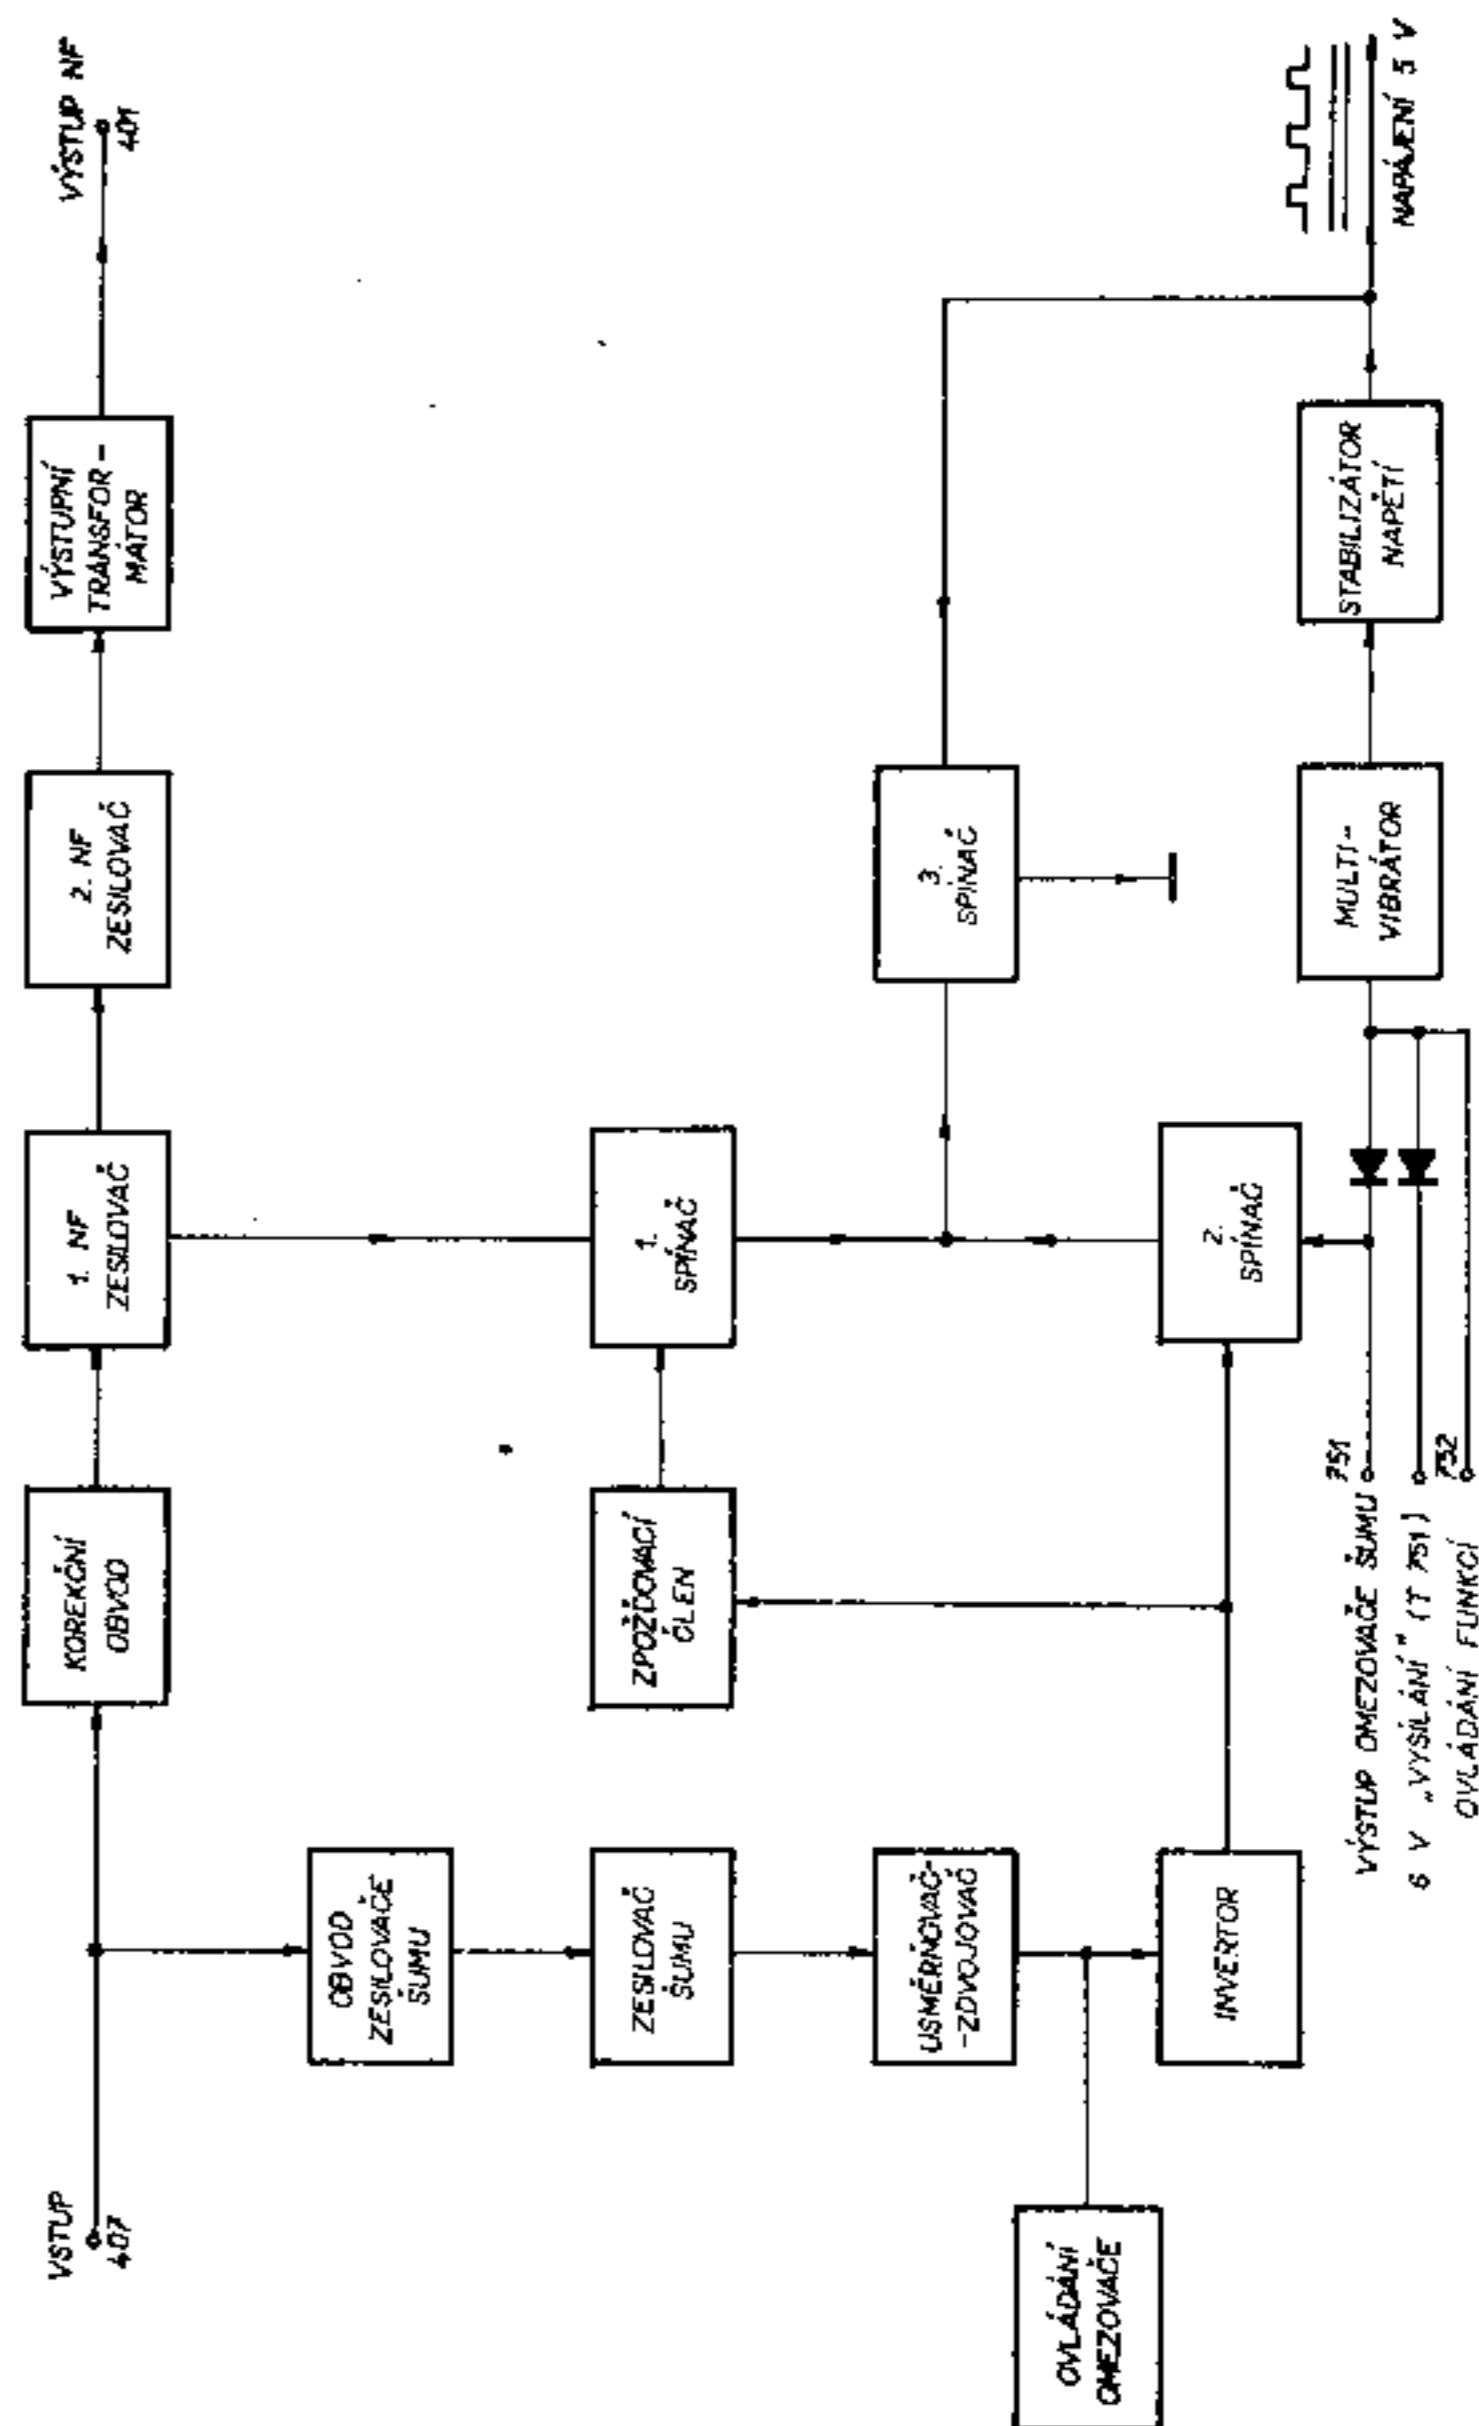 VSTUP
407
KOREKČNÍ
OBVOD
1. NF
ZESILOVAČ
2. NF
ZESILOVAČ
VÝSTUPNÍ
TRANSFOR-
MÁTOR
VÝSTUP NF
401
OBVOD
ZESILOVAČE
ŠUMU
ZESILOVAČ
ŠUMU
ZPOŽĎOVACÍ
ČLEN
1.
SPÍNAČ
USMĚRŇOVAČ-
-ZDVOJOVAČ
3.
SPÍNAČ
OVLÁDÁNÍ
OMEZOVAČE
INVERTOR
2.
SPÍNAČ
MULTI-
VIBRÁTOR
STABILIZÁTOR
NAPĚTÍ
NAPÁJENÍ 5 V
VÝSTUP OMEZOVAČE ŠUMU 751
6 V „VYSÍLÁNÍ" (T 751)
OVLÁDÁNÍ FUNKCÍ 752